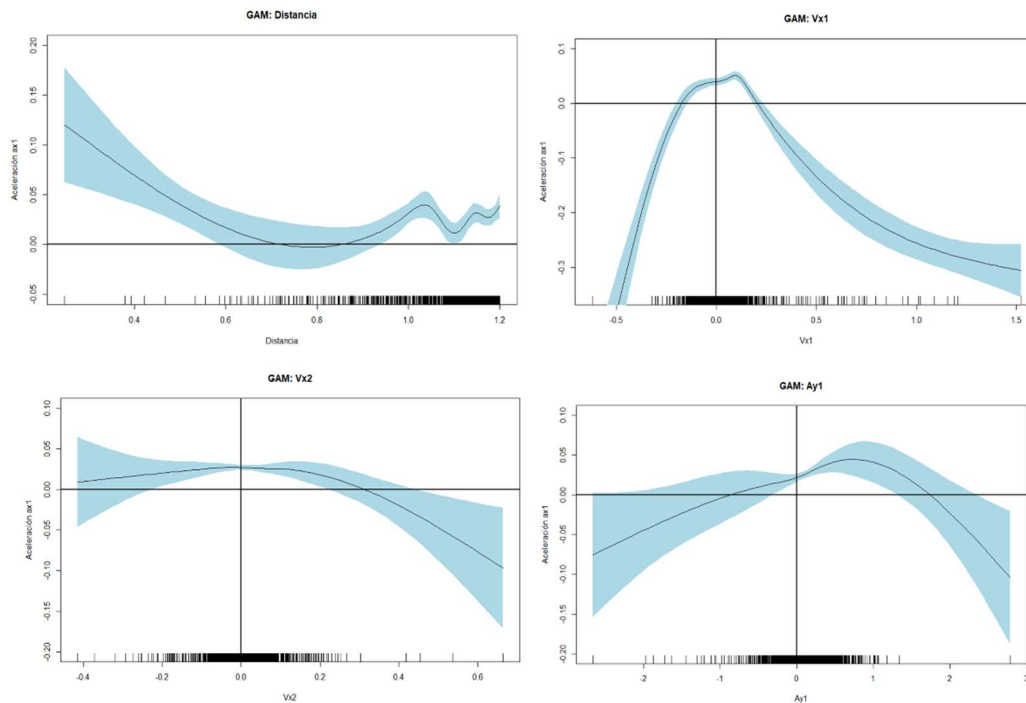 GAM: Distancia
0.20
0.15
0.10
0.05
0.00
-0.05
Aceleración ax1
0.4 0.6 0.8 1.0 1.2
Distancia
GAM: Vx1
0.1
0.0
-0.1
-0.2
-0.3
Aceleración ax1
-0.5 0.0 0.5 1.0 1.5
Vx1
GAM: Vx2
0.10
0.05
0.00
-0.05
-0.10
-0.15
-0.20
Aceleración ax1
-0.4 -0.2 0.0 0.2 0.4 0.6
Vx2
GAM: Ay1
0.10
0.05
0.00
-0.05
-0.10
-0.15
-0.20
Aceleración ax1
-2 -1 0 1 2 3
Ay1